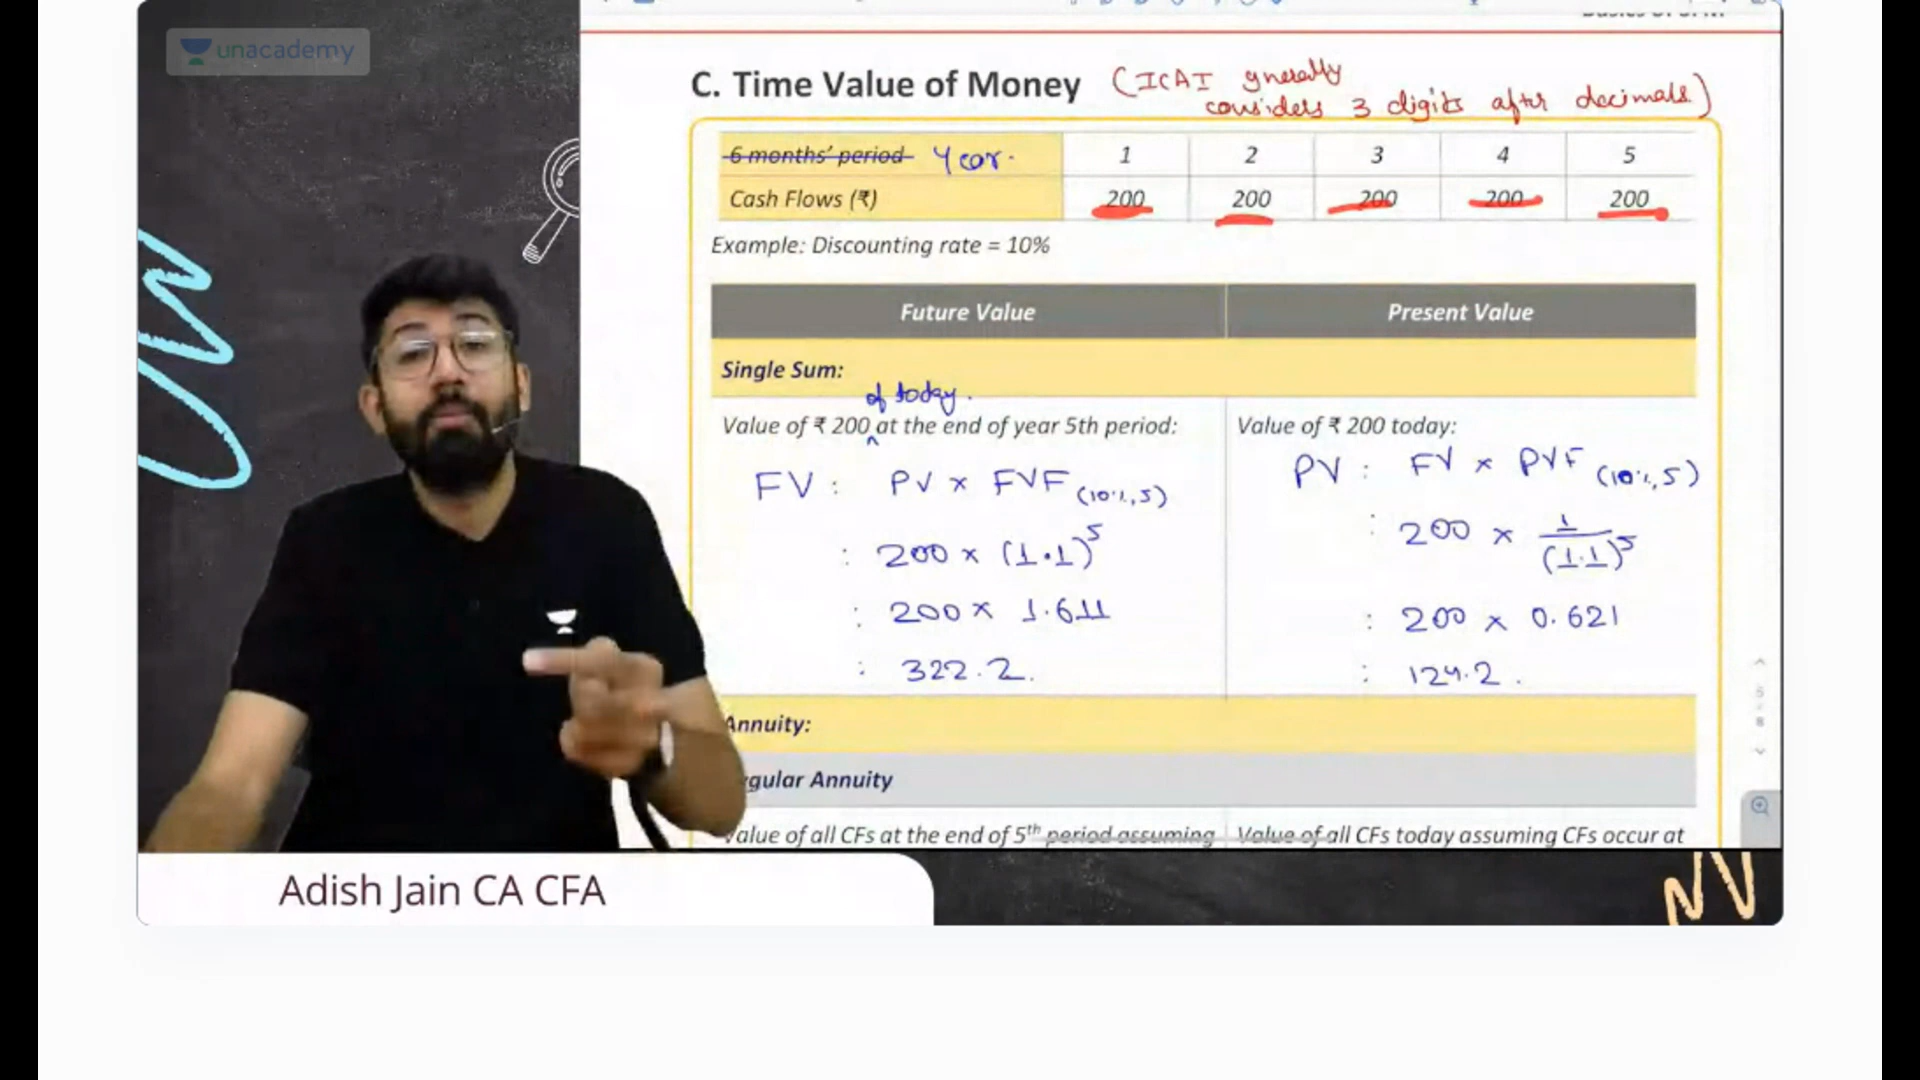 unacademy
C. Time Value of Money (ICAI gnerally
considers 3 digits after decimals)
6 months' period Year.
1 2 3 4 5
Cash Flows (₹) 200 200 200 200 200
Example: Discounting rate = 10%
Future Value Present Value
Single Sum:
of today.
Value of ₹ 200 ^ at the end of year 5th period:
FV : PV × FVF (10%,5)
: 200 × (1.1)^5
: 200 × 1.611
: 322.2.
Value of ₹ 200 today:
PV : FV × PVF (10%,5)
: 200 × 1/(1.1)^5
: 200 × 0.621
: 124.2.
Annuity:
gular Annuity
Value of all CFs at the end of 5th period assuming
Value of all CFs today assuming CFs occur at
Adish Jain CA CFA